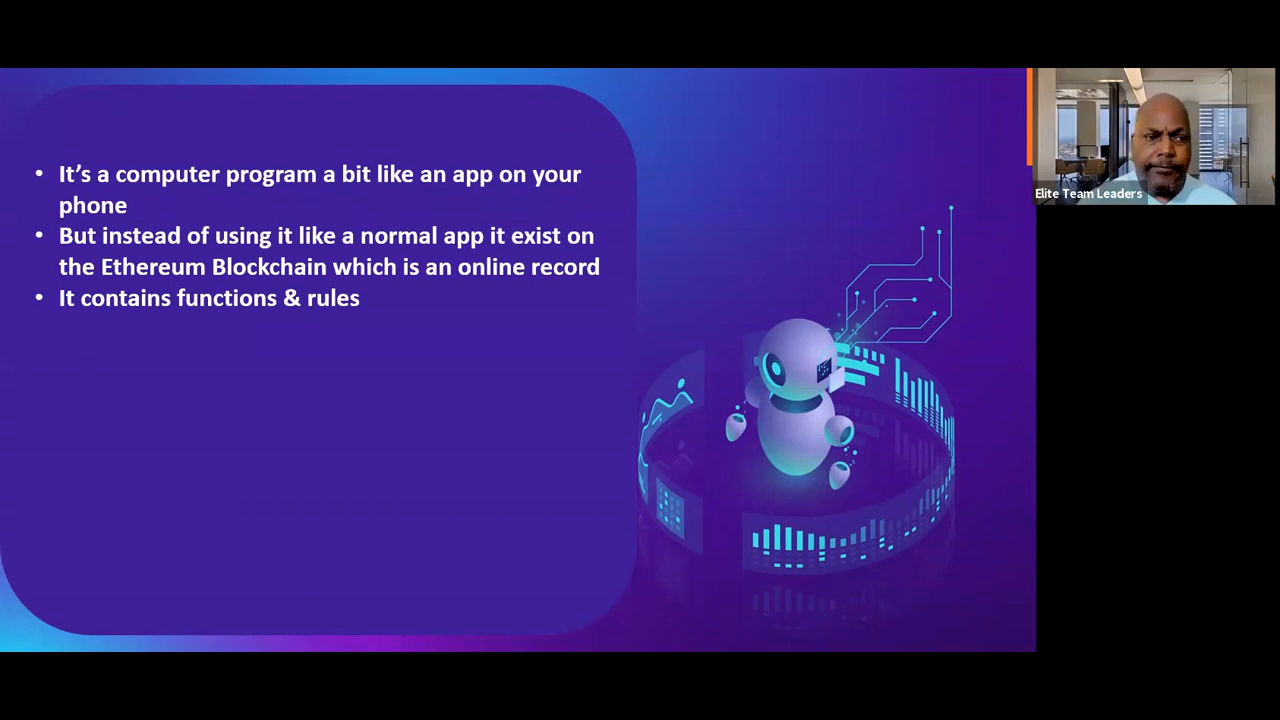 • It’s a computer program a bit like an app on your
phone
• But instead of using it like a normal app it exist on
the Ethereum Blockchain which is an online record
• It contains functions & rules
Elite Team Leaders